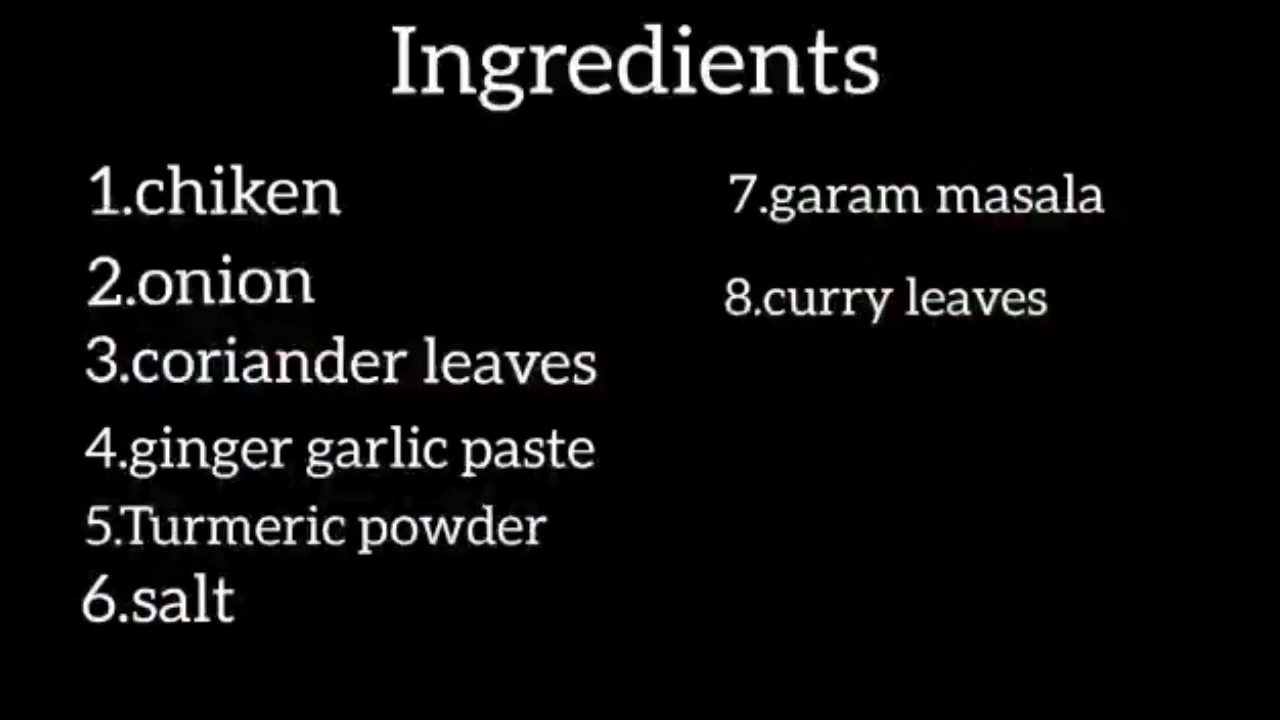 Ingredients
1.chiken
2.onion
3.coriander leaves
4.ginger garlic paste
5.Turmeric powder
6.salt
7.garam masala
8.curry leaves